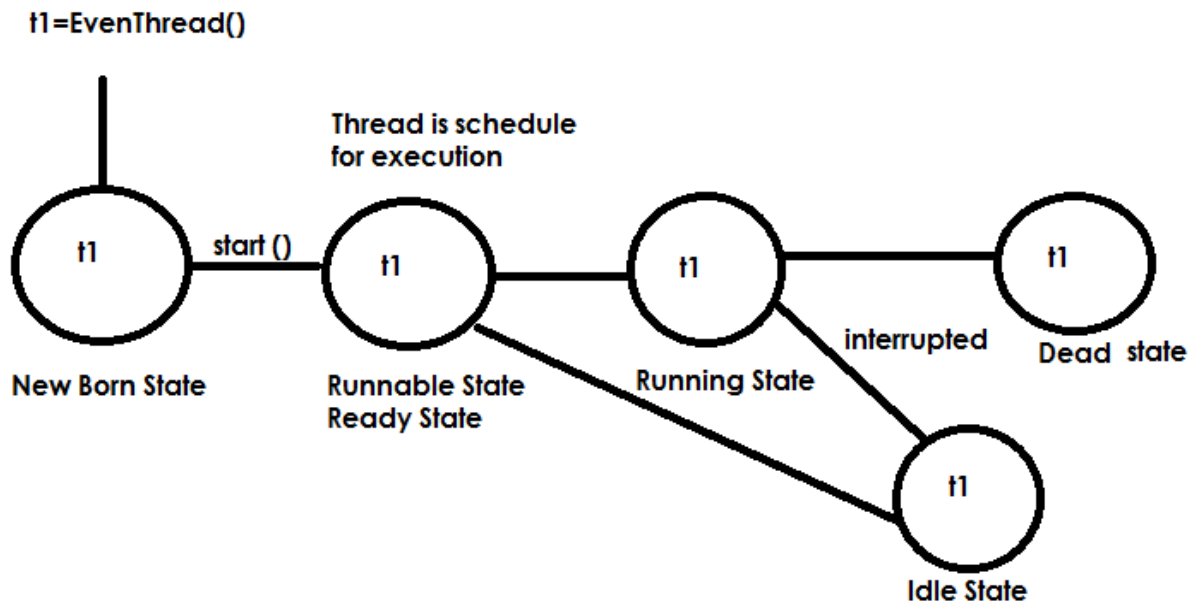 t1=EvenThread()
Thread is schedule
for execution
t1
start ()
t1
t1
t1
New Born State
Runnable State
Ready State
Running State
interrupted
Dead state
t1
Idle State